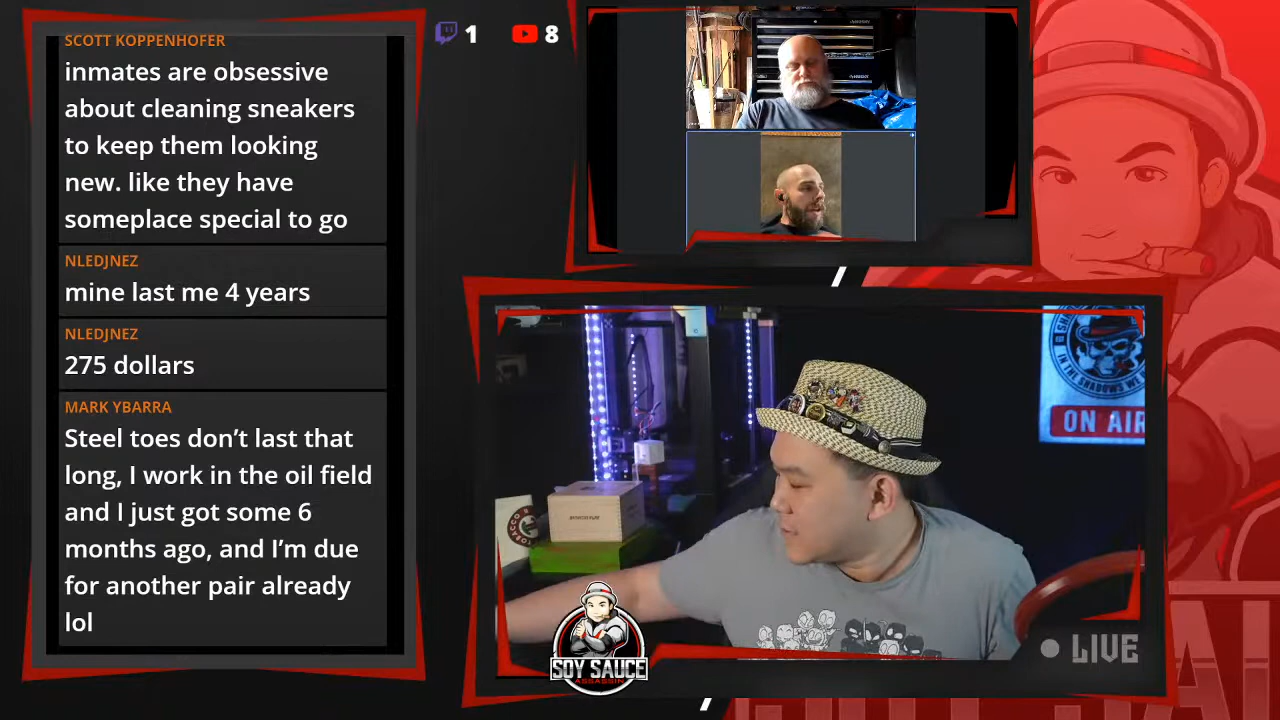 SCOTT KOPPENHOFER
inmates are obsessive
about cleaning sneakers
to keep them looking
new. like they have
someplace special to go
NLEDJNEZ
mine last me 4 years
NLEDJNEZ
275 dollars
MARK YBARRA
Steel toes don’t last that
long, I work in the oil field
and I just got some 6
months ago, and I’m due
for another pair already
lol
1
8
ON AIR
LIVE
SOY SAUCE
ASSASSIN